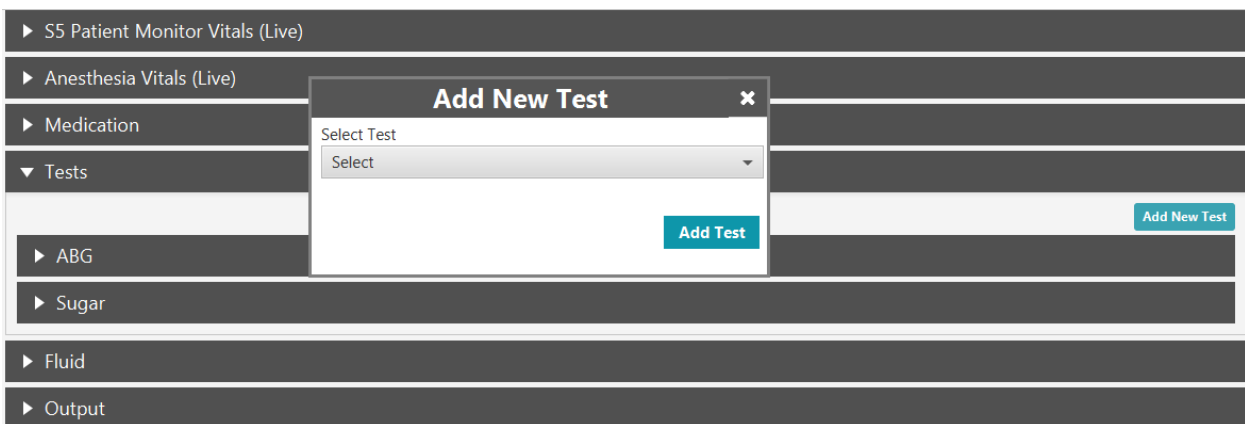 S5 Patient Monitor Vitals (Live)
Anesthesia Vitals (Live)
Add New Test
Medication
Select Test
Select
Tests
Add New Test
Add Test
ABG
Sugar
Fluid
Output